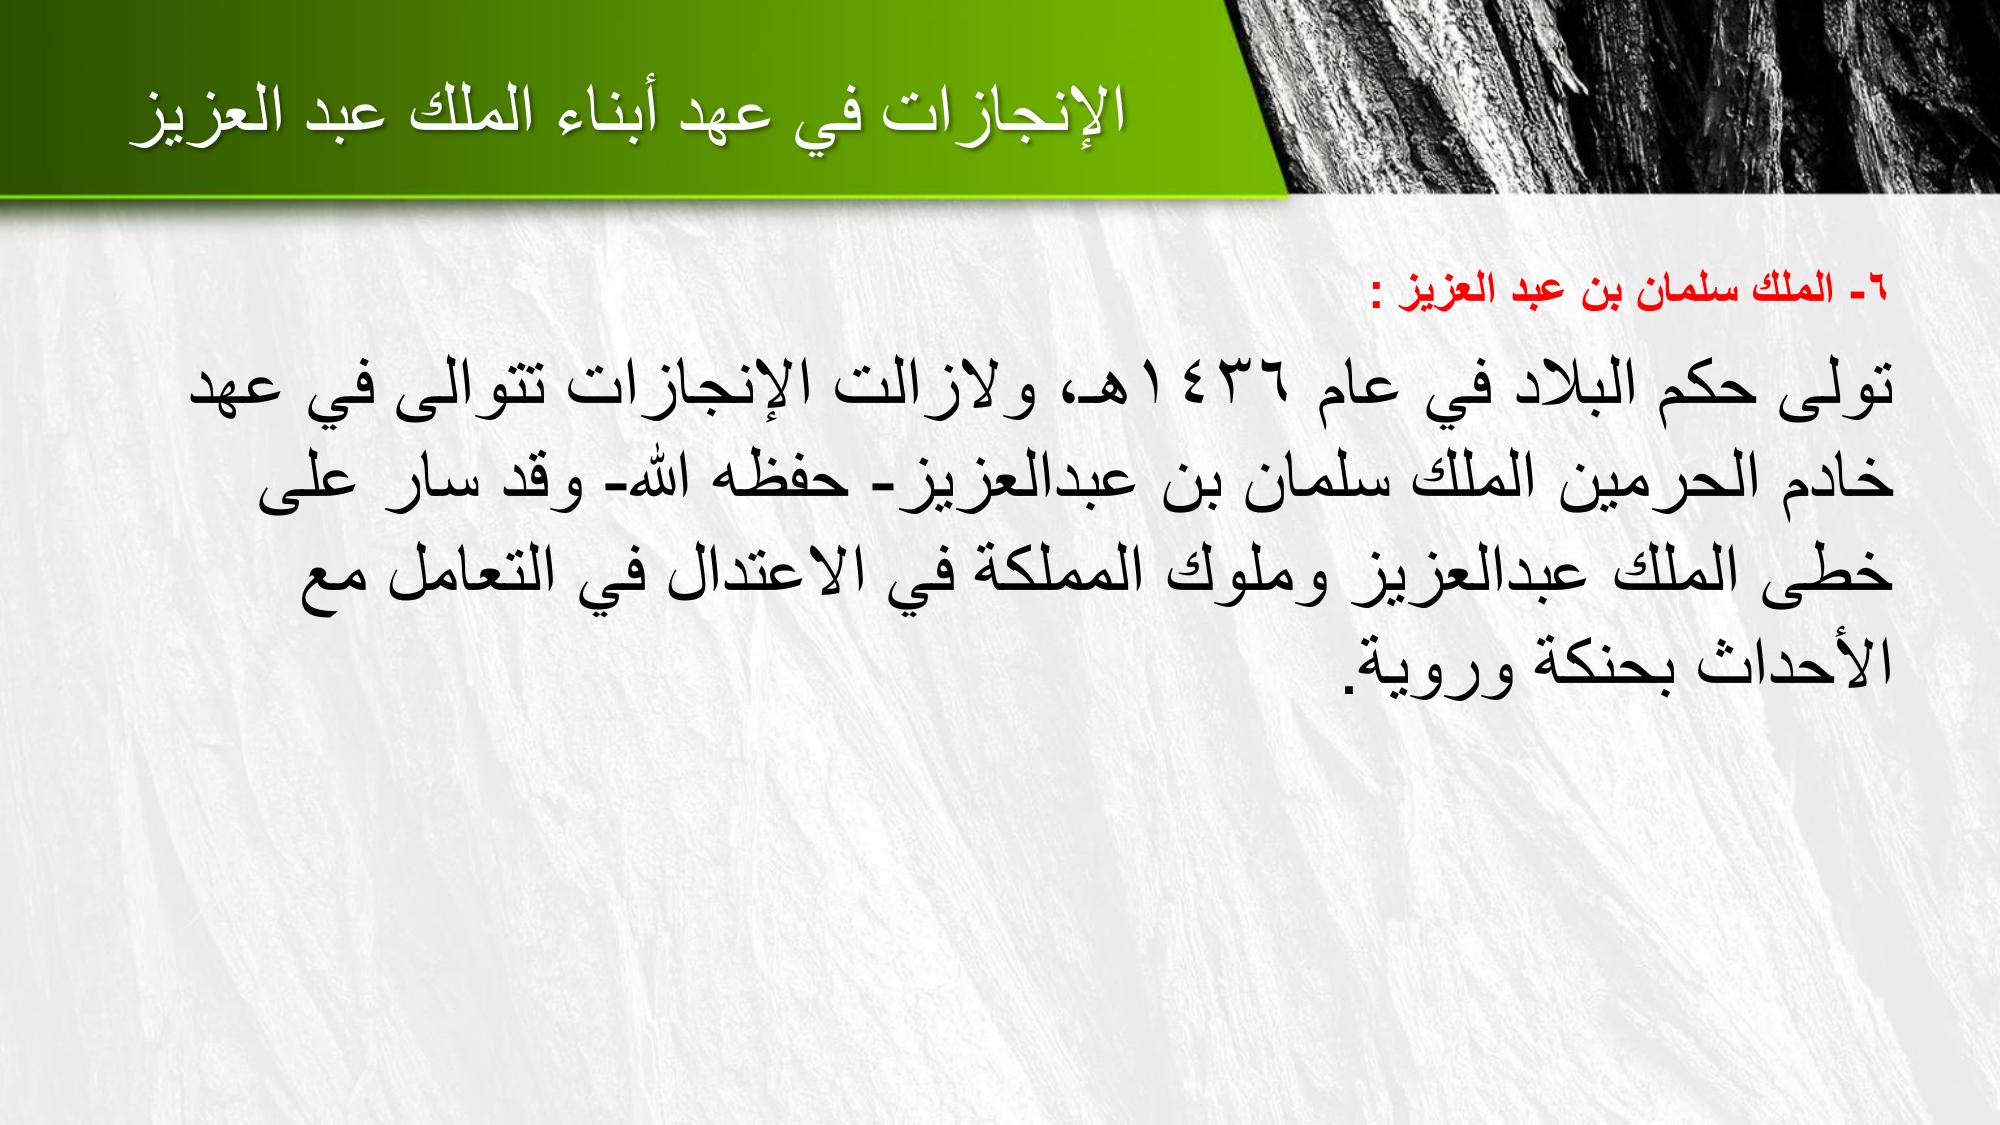 الإنجازات في عهد أبناء الملك عبد العزيز
٦- الملك سلمان بن عبد العزيز :
تولى حكم البلاد في عام ١٤٣٦هـ، ولازالت الإنجازات تتوالى في عهد
خادم الحرمين الملك سلمان بن عبدالعزيز- حفظه الله- وقد سار على
خطى الملك عبدالعزيز وملوك المملكة في الاعتدال في التعامل مع
الأحداث بحنكة وروية.